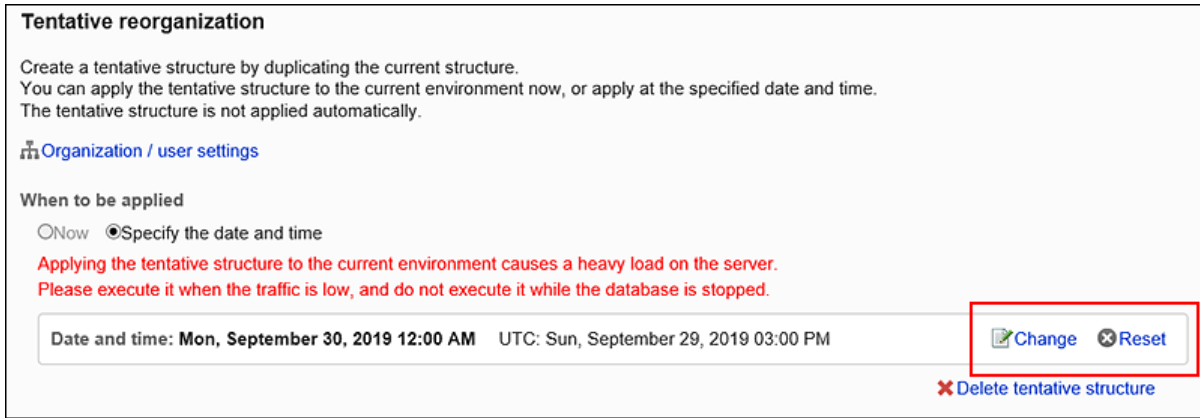 Tentative reorganization
Create a tentative structure by duplicating the current structure.
You can apply the tentative structure to the current environment now, or apply at the specified date and time.
The tentative structure is not applied automatically.
Organization / user settings
When to be applied
Now Specify the date and time
Applying the tentative structure to the current environment causes a heavy load on the server.
Please execute it when the traffic is low, and do not execute it while the database is stopped.
Date and time: Mon, September 30, 2019 12:00 AM UTC: Sun, September 29, 2019 03:00 PM Change Reset
Delete tentative structure